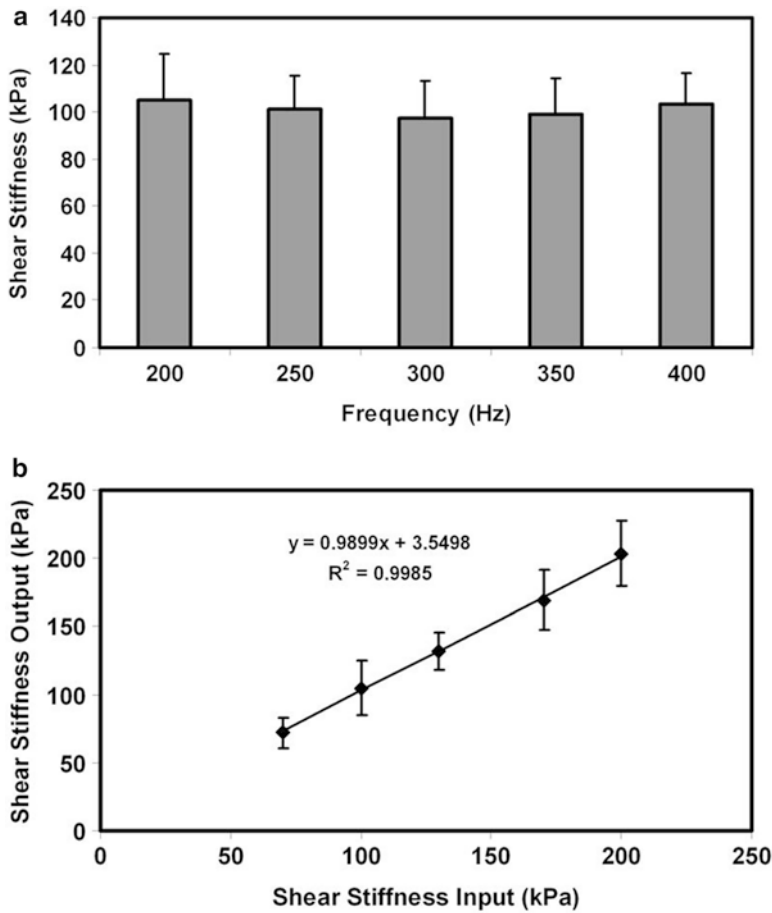 a
Shear Stiffness (kPa)
140
120
100
80
60
40
20
0
200 250 300 350 400
Frequency (Hz)
b
Shear Stiffness Output (kPa)
250
200
150
100
50
0
y = 0.9899x + 3.5498
R² = 0.9985
0 50 100 150 200 250
Shear Stiffness Input (kPa)